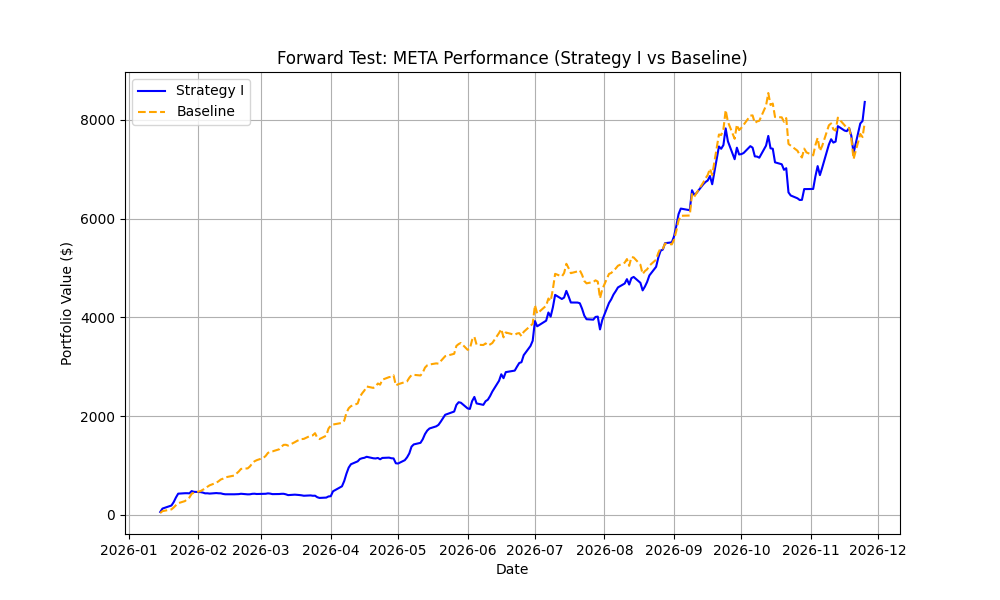 Forward Test: META Performance (Strategy I vs Baseline)
Strategy I
Baseline
Portfolio Value ($)
8000
6000
4000
2000
0
2026-01 2026-02 2026-03 2026-04 2026-05 2026-06 2026-07 2026-08 2026-09 2026-10 2026-11 2026-12
Date